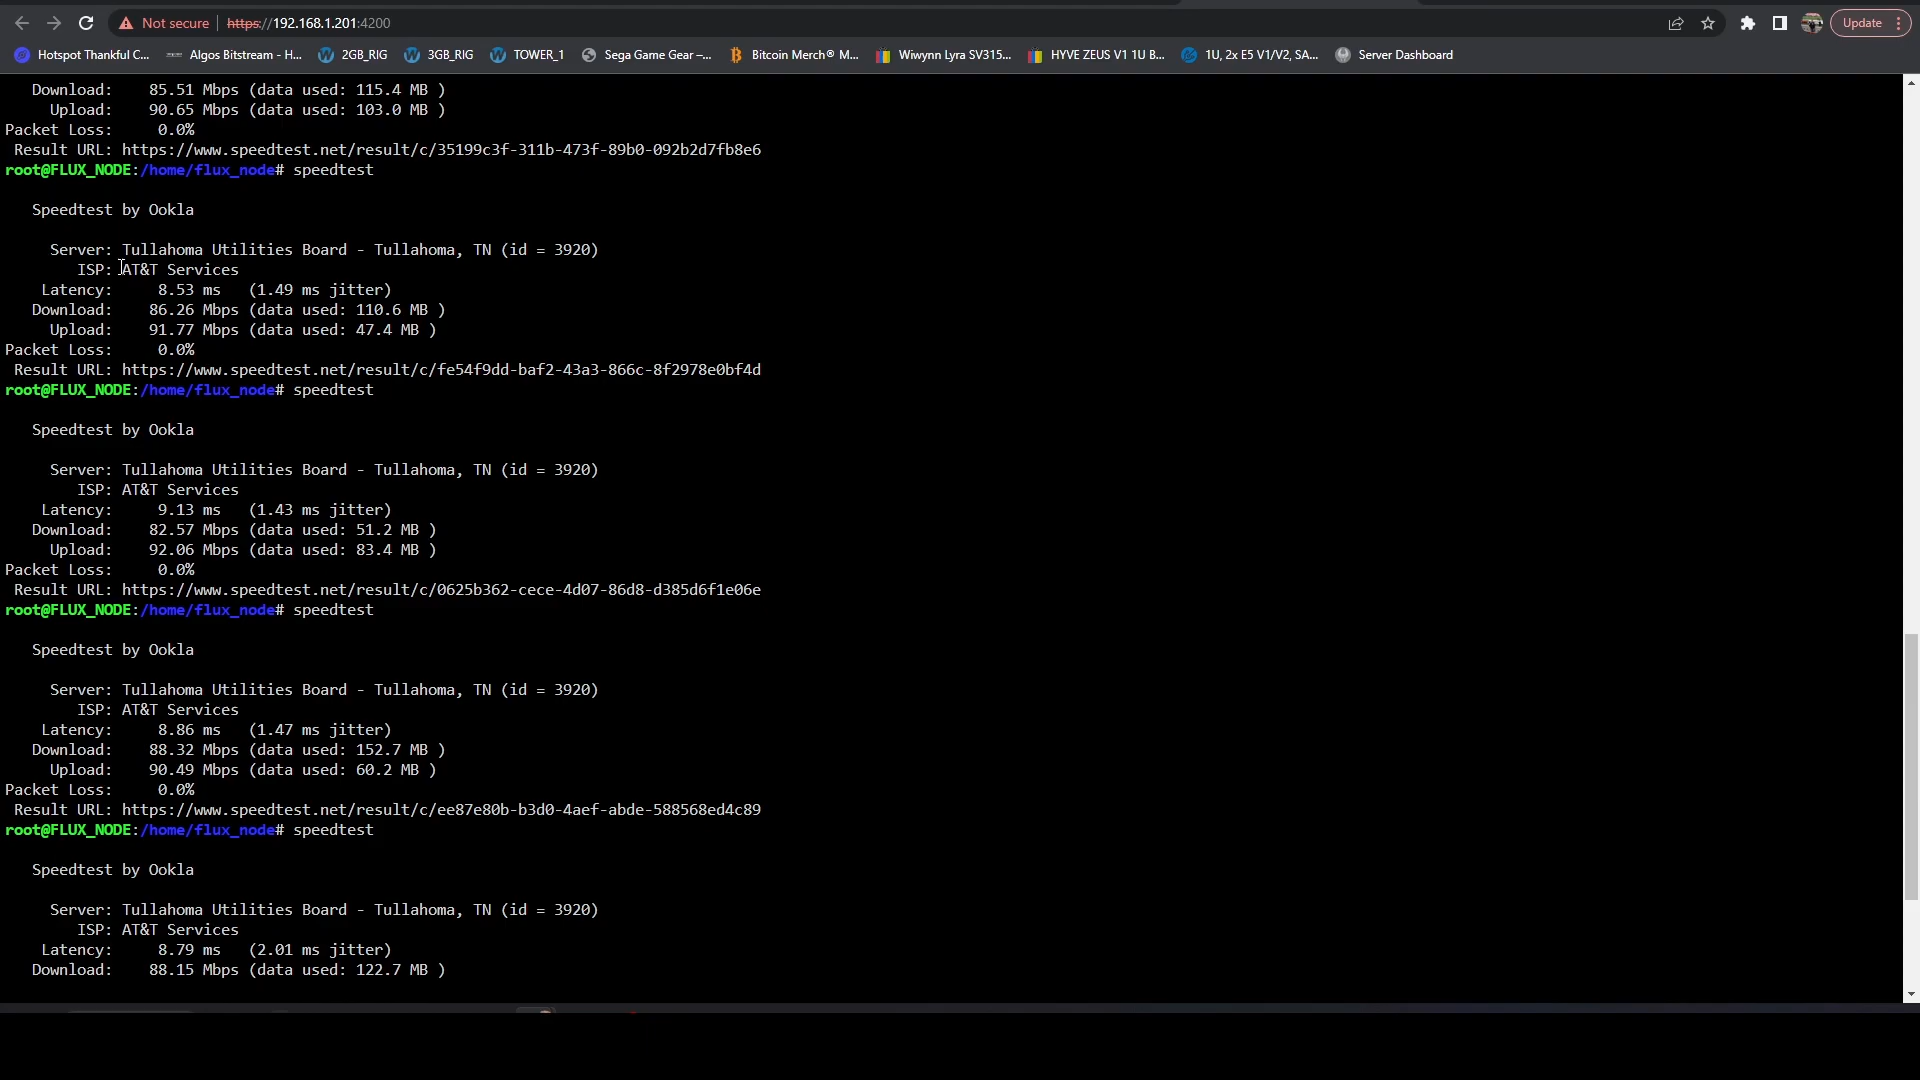 Not secure | https://192.168.1.201:4200
Update
Hotspot Thankful C... Algos Bitstream - H... 2GB_RIG 3GB_RIG TOWER_1 Sega Game Gear –... Bitcoin Merch® M... Wiwynn Lyra SV315... HYVE ZEUS V1 1U B... 1U, 2x E5 V1/V2, SA... Server Dashboard
Download: 85.51 Mbps (data used: 115.4 MB )
Upload: 90.65 Mbps (data used: 103.0 MB )
Packet Loss: 0.0%
Result URL: https://www.speedtest.net/result/c/35199c3f-311b-473f-89b0-092b2d7fb8e6
root@FLUX_NODE:/home/flux_node# speedtest
Speedtest by Ookla
Server: Tullahoma Utilities Board - Tullahoma, TN (id = 3920)
ISP: AT&T Services
Latency: 8.53 ms (1.49 ms jitter)
Download: 86.26 Mbps (data used: 110.6 MB )
Upload: 91.77 Mbps (data used: 47.4 MB )
Packet Loss: 0.0%
Result URL: https://www.speedtest.net/result/c/fe54f9dd-baf2-43a3-866c-8f2978e0bf4d
root@FLUX_NODE:/home/flux_node# speedtest
Speedtest by Ookla
Server: Tullahoma Utilities Board - Tullahoma, TN (id = 3920)
ISP: AT&T Services
Latency: 9.13 ms (1.43 ms jitter)
Download: 82.57 Mbps (data used: 51.2 MB )
Upload: 92.06 Mbps (data used: 83.4 MB )
Packet Loss: 0.0%
Result URL: https://www.speedtest.net/result/c/0625b362-cece-4d07-86d8-d385d6f1e06e
root@FLUX_NODE:/home/flux_node# speedtest
Speedtest by Ookla
Server: Tullahoma Utilities Board - Tullahoma, TN (id = 3920)
ISP: AT&T Services
Latency: 8.86 ms (1.47 ms jitter)
Download: 88.32 Mbps (data used: 152.7 MB )
Upload: 90.49 Mbps (data used: 60.2 MB )
Packet Loss: 0.0%
Result URL: https://www.speedtest.net/result/c/ee87e80b-b3d0-4aef-abde-588568ed4c89
root@FLUX_NODE:/home/flux_node# speedtest
Speedtest by Ookla
Server: Tullahoma Utilities Board - Tullahoma, TN (id = 3920)
ISP: AT&T Services
Latency: 8.79 ms (2.01 ms jitter)
Download: 88.15 Mbps (data used: 122.7 MB )